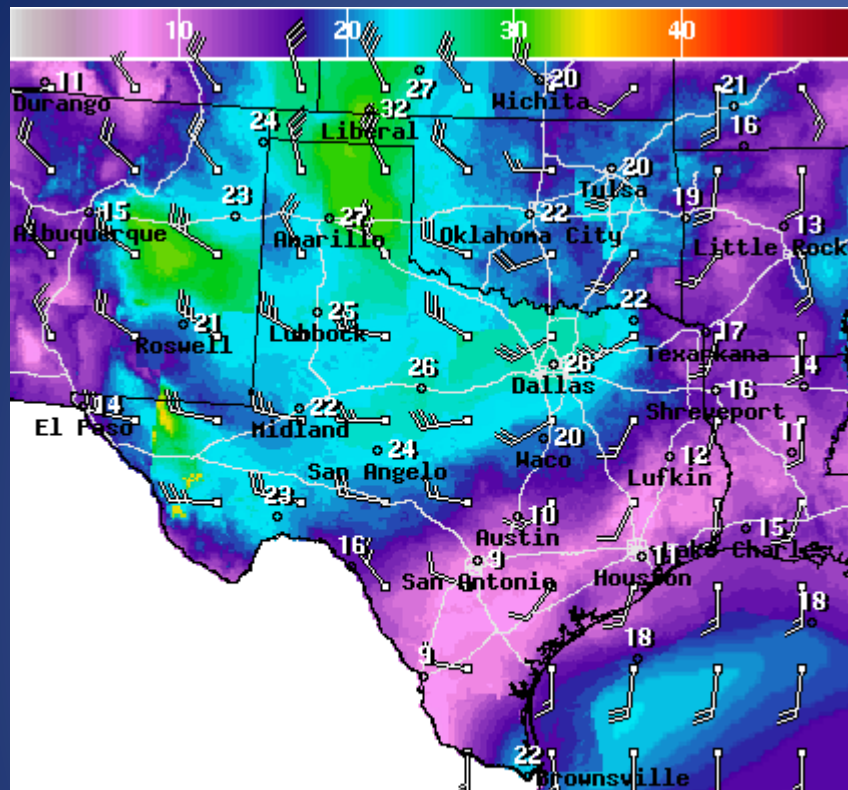 10 20 30 40
11
Durango
27
20
Wichita
21
32
Liberal
24
16
20
Tulsa
15
Albuquerque
23
27
Amarillo
22
Oklahoma City
19
13
Little Rock
21
Roswell
25
Lubbock
22
17
Texarkana
26
26
Dallas
14
El Paso
22
Midland
16
Shreveport
14
24
San Angelo
20
Waco
12
Lufkin
11
23
10
Austin
15
Lake Charles
16
9
San Antonio
11
Houston
18
18
9
22
Brownsville